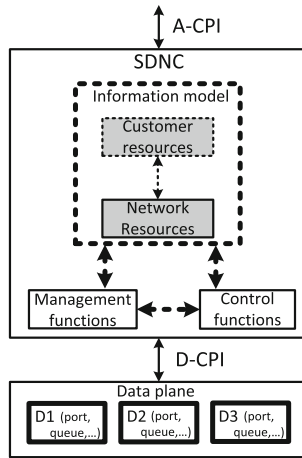 A-CPI
SDNC
Information model
Customer
resources
Network
Resources
Management
functions
Control
functions
D-CPI
Data plane
D1 (port,
queue,...)
D2 (port,
queue,...)
D3 (port,
queue,...)